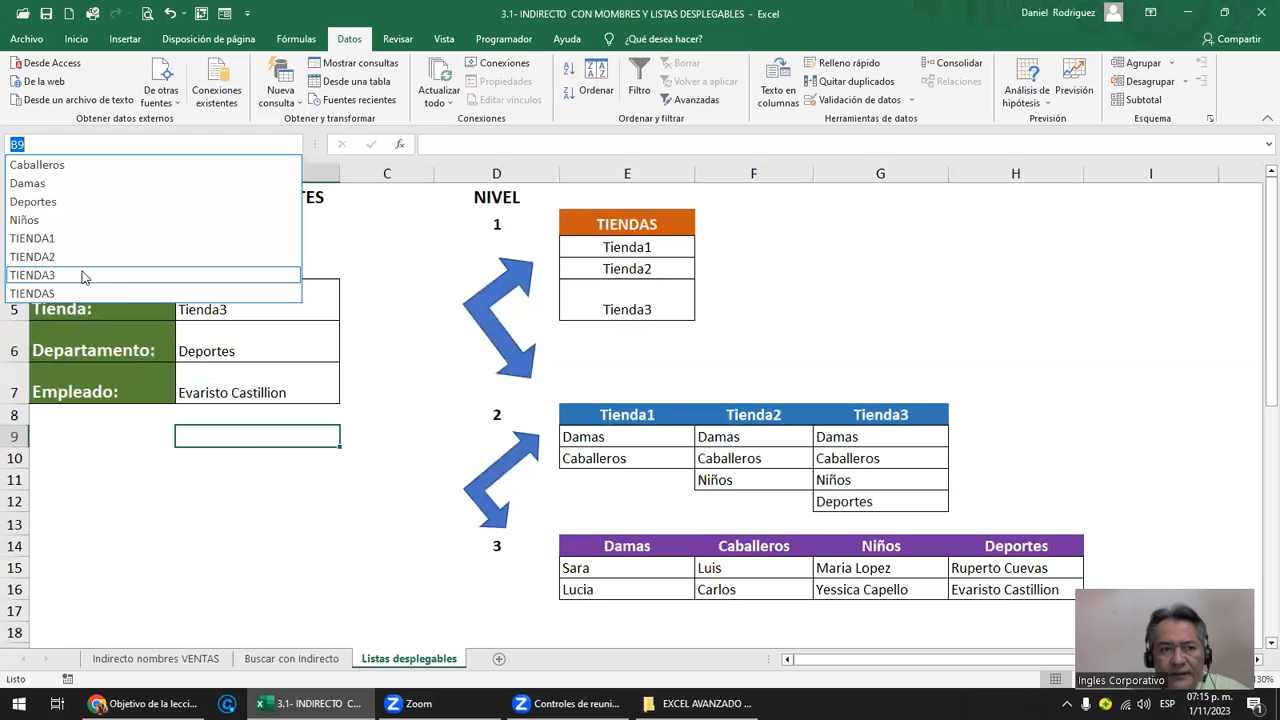 3.1- INDIRECTO CON MOMBRES Y LISTAS DESPLEGABLES - Excel
Daniel Rodriguez
Archivo Inicio Insertar Disposición de página Fórmulas Datos Revisar Vista Programador Ayuda ¿Qué desea hacer? Compartir
Desde Access
De la web
Desde un archivo de texto
De otras fuentes
Conexiones existentes
Obtener datos externos
Nueva consulta
Mostrar consultas
Desde una tabla
Fuentes recientes
Obtener y transformar
Actualizar todo
Conexiones
Propiedades
Editar vínculos
Conexiones
Ordenar
Filtro
Borrar
Volver a aplicar
Avanzadas
Ordenar y filtrar
Texto en columnas
Relleno rápido
Quitar duplicados
Validación de datos
Consolidar
Relaciones
Herramientas de datos
Análisis de hipótesis
Previsión
Previsión
Agrupar
Desagrupar
Subtotal
Esquema
B9
Caballeros
Damas
Deportes
Niños
TIENDA1
TIENDA2
TIENDA3
TIENDAS
C D E F G H I
TES NIVEL
1 TIENDAS
Tienda1
Tienda2
5 Tienda: Tienda3 Tienda3
6 Departamento: Deportes
7 Empleado: Evaristo Castillion
8 2 Tienda1 Tienda2 Tienda3
9 Damas Damas Damas
10 Caballeros Caballeros Caballeros
11 Niños Niños
12 Deportes
13
14 3 Damas Caballeros Niños Deportes
15 Sara Luis Maria Lopez Ruperto Cuevas
16 Lucia Carlos Yessica Capello Evaristo Castillion
17
18
Ingles Corporativo
Indirecto nombres VENTAS Buscar con Indirecto Listas desplegables
Listo 130%
Objetivo de la lecci... 3.1- INDIRECTO C... Zoom Controles de reuni... EXCEL AVANZADO ... ESP 07:15 p. m.
1/11/2023